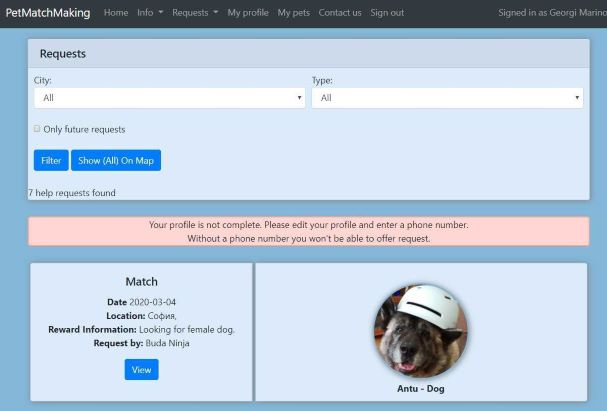 PetMatchMaking Home Info Requests My profile My pets Contact us Sign out Signed in as Georgi Marino
Requests
City: Type:
All All
Only future requests
Filter Show (All) On Map
7 help requests found
Your profile is not complete. Please edit your profile and enter a phone number.
Without a phone number you won't be able to offer request.
Match
Date 2020-03-04
Location: София,
Reward Information: Looking for female dog.
Request by: Buda Ninja
View
Antu - Dog